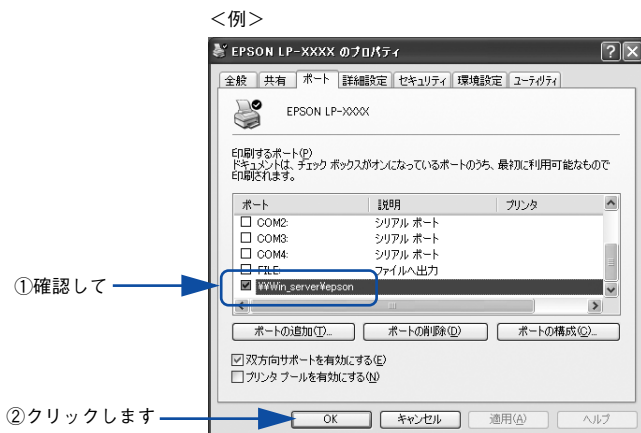 ＜例＞
EPSON LP-XXXX のプロパティ
全般 共有 ポート 詳細設定 セキュリティ 環境設定 ユーティリティ
EPSON LP-XXXX
印刷するポート(P)
ドキュメントは、チェック ボックスがオンになっているポートのうち、最初に利用可能なもので
印刷されます。
ポート 説明 プリンタ
COM2: シリアル ポート
COM3: シリアル ポート
COM4: シリアル ポート
FILE: ファイルへ出力
①確認して
¥¥Win_server¥epson
ポートの追加(T)... ポートの削除(D) ポートの構成(C)...
双方向サポートを有効にする(E)
プリンタ プールを有効にする(N)
②クリックします
OK キャンセル 適用(A) ヘルプ